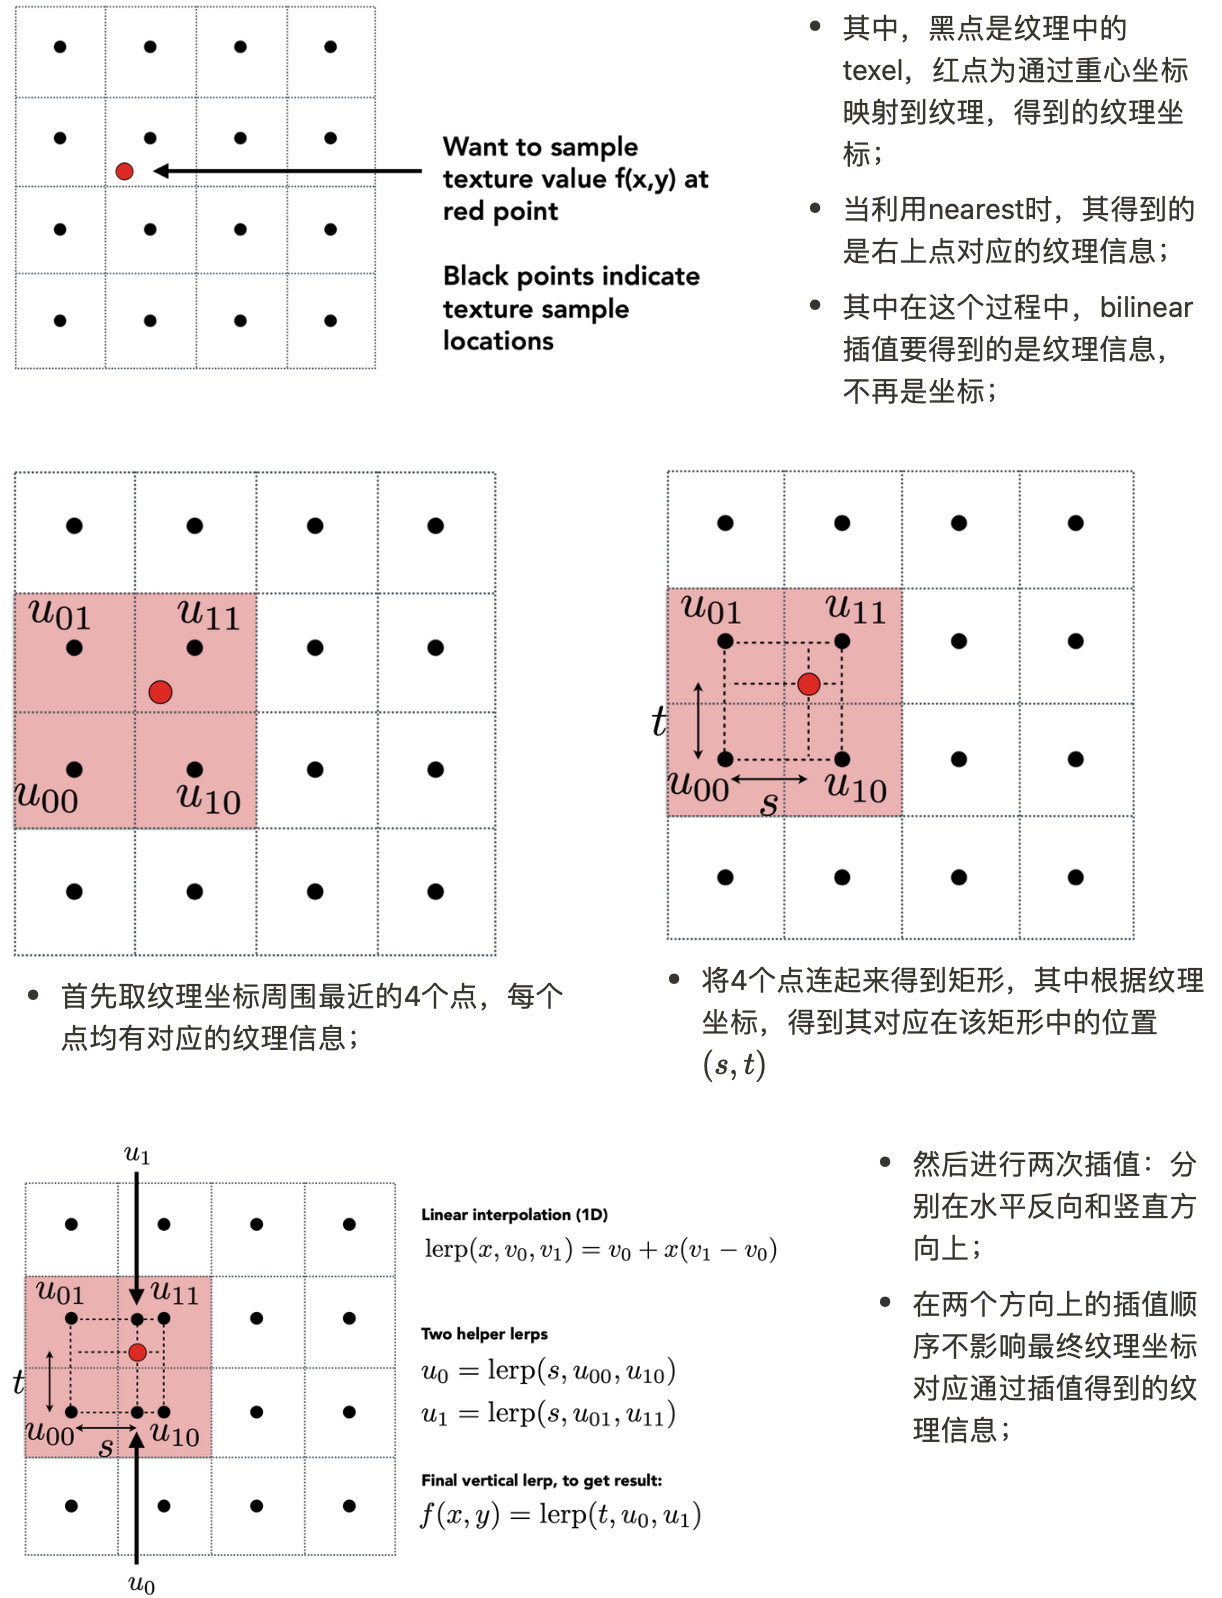 Want to sample
texture value f(x,y) at
red point
Black points indicate
texture sample
locations
其中，黑点是纹理中的
texel，红点为通过重心坐标
映射到纹理，得到的纹理坐
标；
当利用nearest时，其得到的
是右上点对应的纹理信息；
其中在这个过程中，bilinear
插值要得到的是纹理信息，
不再是坐标；
u01 u11
u00 u10
首先取纹理坐标周围最近的4个点，每个
点均有对应的纹理信息；
u01 u11
t
u00 u10
s
将4个点连起来得到矩形，其中根据纹理
坐标，得到其对应在该矩形中的位置
(s, t)
u1
u01 u11
t
u00 u10
s
u0
Linear interpolation (1D)
lerp(x, v0, v1) = v0 + x(v1 − v0)
Two helper lerps
u0 = lerp(s, u00, u10)
u1 = lerp(s, u01, u11)
Final vertical lerp, to get result:
f(x, y) = lerp(t, u0, u1)
然后进行两次插值：分
别在水平反向和竖直方
向上；
在两个方向上的插值顺
序不影响最终纹理坐标
对应通过插值得到的纹
理信息；